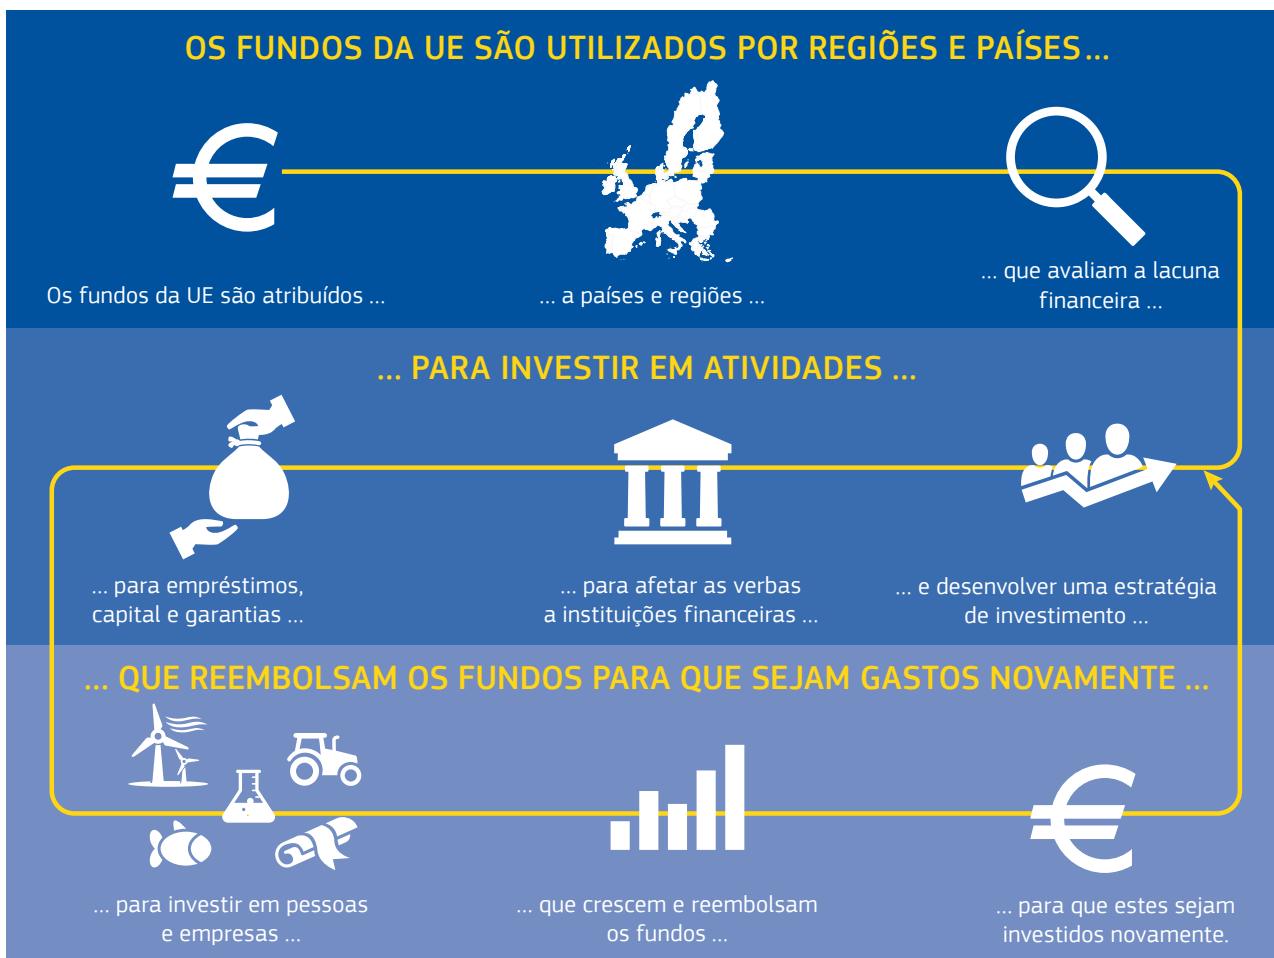 OS FUNDOS DA UE SÃO UTILIZADOS POR REGIÕES E PAÍSES...
Os fundos da UE são atribuídos ...
... a países e regiões ...
... que avaliam a lacuna
financeira ...
... PARA INVESTIR EM ATIVIDADES ...
... para empréstimos,
capital e garantias ...
... para afetar as verbas
a instituições financeiras ...
... e desenvolver uma estratégia
de investimento ...
... QUE REEMBOLSAM OS FUNDOS PARA QUE SEJAM GASTOS NOVAMENTE ...
... para investir em pessoas
e empresas ...
... que crescem e reembolsam
os fundos ...
... para que estes sejam
investidos novamente.